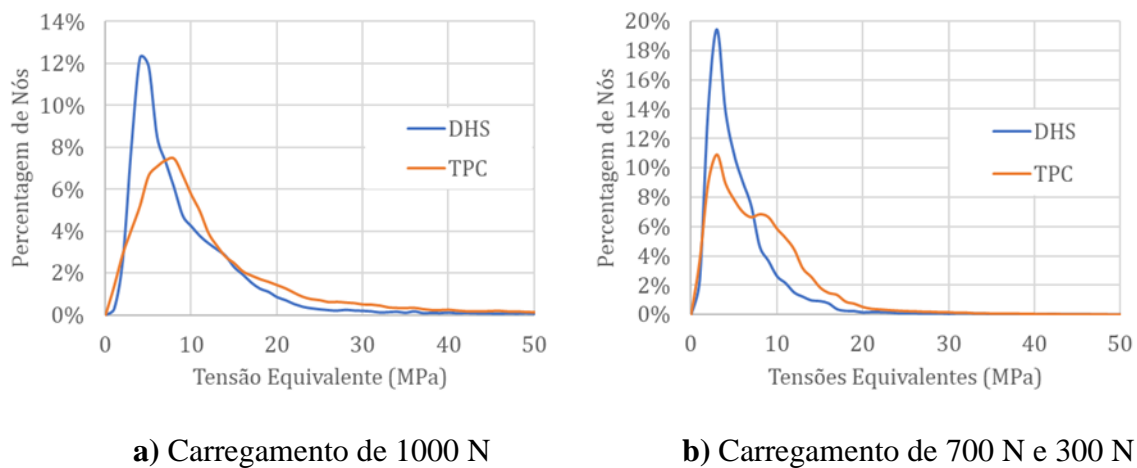 14%
12%
10%
8%
6%
4%
2%
0%
Percentagem de Nós
DHS
TPC
0 10 20 30 40 50
Tensão Equivalente (MPa)
a) Carregamento de 1000 N
20%
18%
16%
14%
12%
10%
8%
6%
4%
2%
0%
Percentagem de Nós
DHS
TPC
0 10 20 30 40 50
Tensões Equivalentes (MPa)
b) Carregamento de 700 N e 300 N